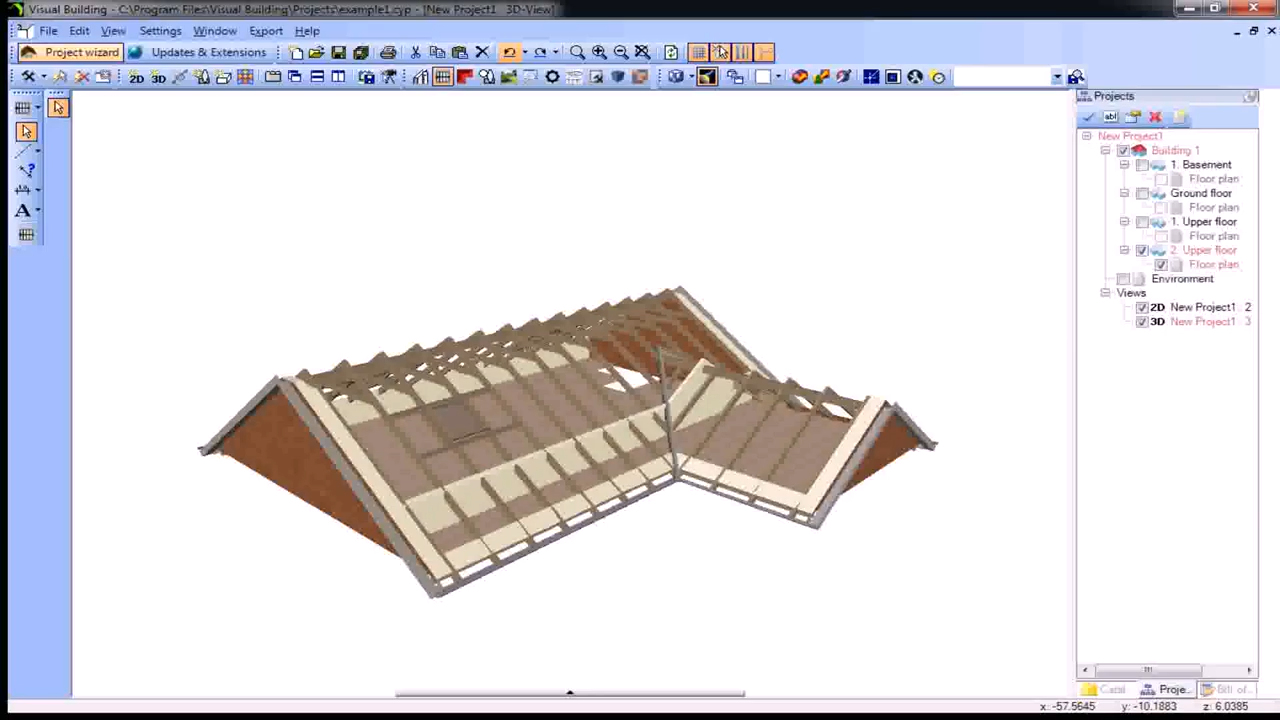 Visual Building - C:\Program Files\Visual Building\Projects\example1.cyp - [New Project1 3D-View]
File Edit View Settings Window Export Help
Project wizard Updates & Extensions
2D 3D
Projects
abl
New Project1
Building 1
1. Basement
Floor plan
Ground floor
Floor plan
1. Upper floor
Floor plan
2. Upper floor
Floor plan
Environment
Views
2D New Project1 2
3D New Project1 3
A
Proje... Bill of...
x: -57.5645 y: -10.1883 z: 6.0385